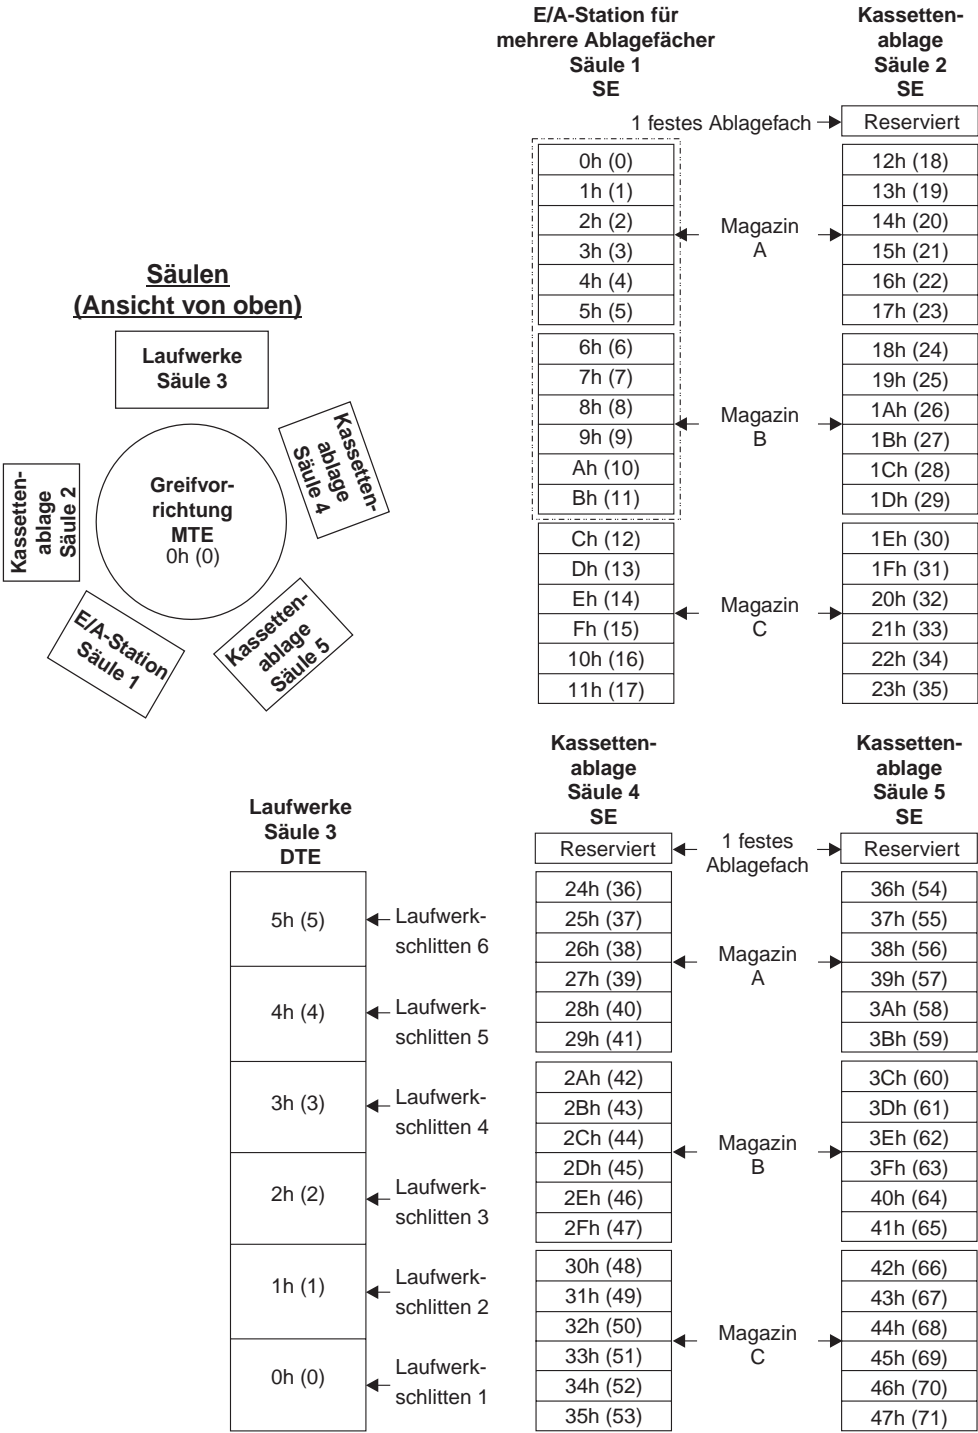 E/A-Station für
mehrere Ablagefächer
Säule 1
SE
Kassetten-
ablage
Säule 2
SE
1 festes Ablagefach
Reserviert
0h (0)
1h (1)
2h (2)
3h (3)
4h (4)
5h (5)
6h (6)
7h (7)
8h (8)
9h (9)
Ah (10)
Bh (11)
Ch (12)
Dh (13)
Eh (14)
Fh (15)
10h (16)
11h (17)
Magazin
A
Magazin
B
Magazin
C
12h (18)
13h (19)
14h (20)
15h (21)
16h (22)
17h (23)
18h (24)
19h (25)
1Ah (26)
1Bh (27)
1Ch (28)
1Dh (29)
1Eh (30)
1Fh (31)
20h (32)
21h (33)
22h (34)
23h (35)
Säulen
(Ansicht von oben)
Laufwerke
Säule 3
Kassetten-
ablage
Säule 4
Kassetten-
ablage
Säule 2
Greifvor-
richtung
MTE
0h (0)
E/A-Station
Säule 1
Kassetten-
ablage
Säule 5
Laufwerke
Säule 3
DTE
5h (5)
4h (4)
3h (3)
2h (2)
1h (1)
0h (0)
Laufwerk-
schlitten 6
Laufwerk-
schlitten 5
Laufwerk-
schlitten 4
Laufwerk-
schlitten 3
Laufwerk-
schlitten 2
Laufwerk-
schlitten 1
Kassetten-
ablage
Säule 4
SE
Reserviert
24h (36)
25h (37)
26h (38)
27h (39)
28h (40)
29h (41)
2Ah (42)
2Bh (43)
2Ch (44)
2Dh (45)
2Eh (46)
2Fh (47)
30h (48)
31h (49)
32h (50)
33h (51)
34h (52)
35h (53)
1 festes
Ablagefach
Magazin
A
Magazin
B
Magazin
C
Kassetten-
ablage
Säule 5
SE
Reserviert
36h (54)
37h (55)
38h (56)
39h (57)
3Ah (58)
3Bh (59)
3Ch (60)
3Dh (61)
3Eh (62)
3Fh (63)
40h (64)
41h (65)
42h (66)
43h (67)
44h (68)
45h (69)
46h (70)
47h (71)